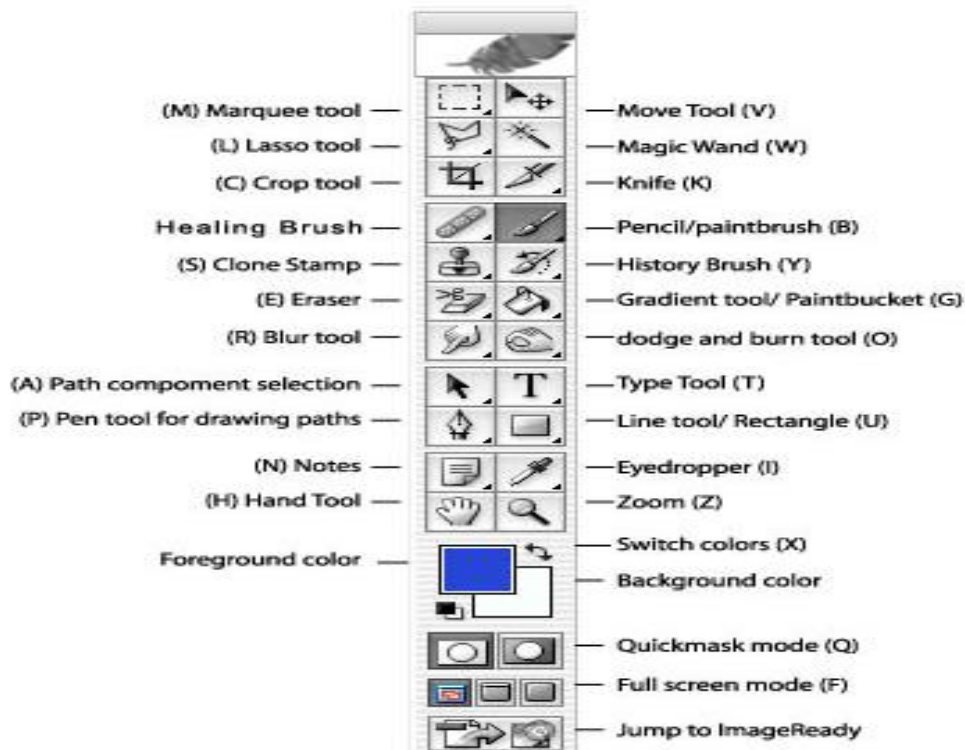 (M) Marquee tool
Move Tool (V)
(L) Lasso tool
Magic Wand (W)
(C) Crop tool
Knife (K)
Healing Brush
Pencil/paintbrush (B)
(S) Clone Stamp
History Brush (Y)
(E) Eraser
Gradient tool/ Paintbucket (G)
(R) Blur tool
dodge and burn tool (O)
(A) Path compoment selection
Type Tool (T)
T
(P) Pen tool for drawing paths
Line tool/ Rectangle (U)
(N) Notes
Eyedropper (I)
(H) Hand Tool
Zoom (Z)
Switch colors (X)
Foreground color
Background color
Quickmask mode (Q)
Full screen mode (F)
Jump to ImageReady